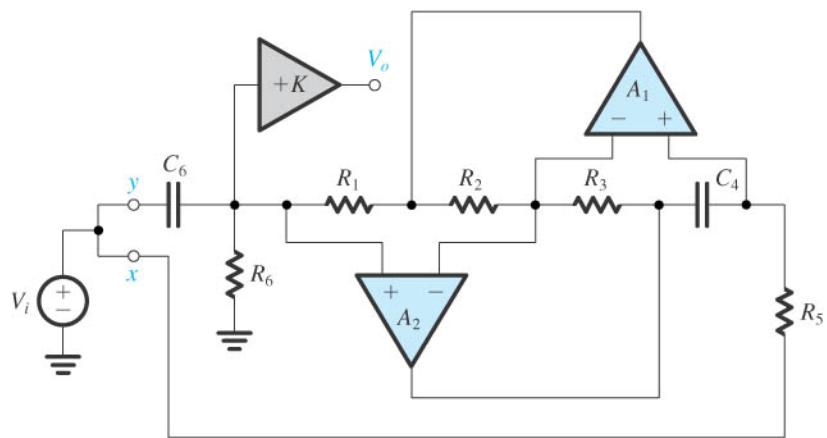 +K
V_o
A_1
− +
C_6
y
R_1
R_2
R_3
C_4
x
R_6
+ −
A_2
V_i
+
−
R_5